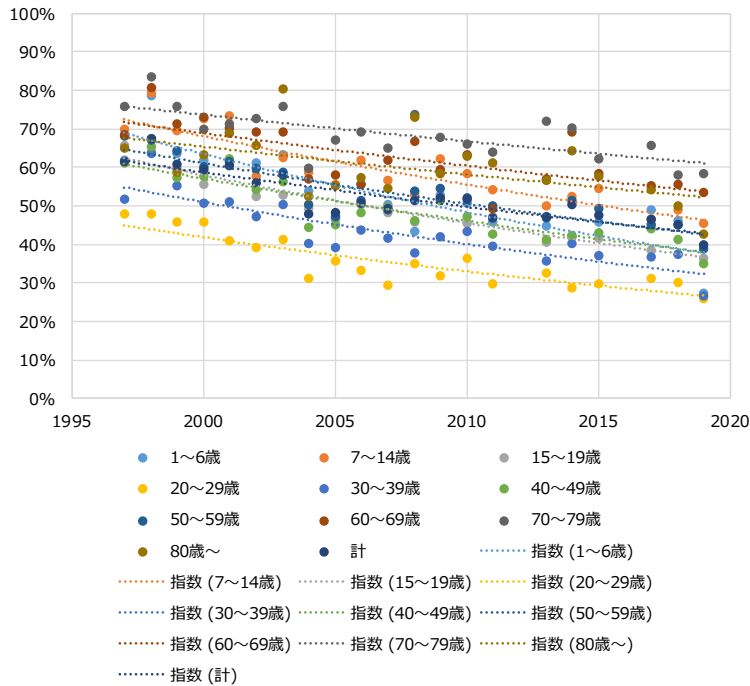 100%
90%
80%
70%
60%
50%
40%
30%
20%
10%
0%
1995 2000 2005 2010 2015 2020
1～6歳 7～14歳 15～19歳
20～29歳 30～39歳 40～49歳
50～59歳 60～69歳 70～79歳
80歳～ 計 指数 (1～6歳)
指数 (7～14歳) 指数 (15～19歳) 指数 (20～29歳)
指数 (30～39歳) 指数 (40～49歳) 指数 (50～59歳)
指数 (60～69歳) 指数 (70～79歳) 指数 (80歳～)
指数 (計)